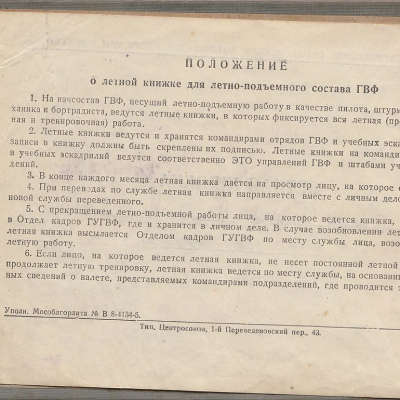 ПОЛОЖЕНИЕ
о летной книжке для летно-подъемного состава ГВФ
1. На начсостав ГВФ, несущий летно-подъемную работу в качестве пилота, штур
ханика и бортрадиста, ведутся летные книжки, в которых фиксируется вся летная (пр
ная и тренировочная) работа.
2. Летные книжки ведутся и хранятся командирами отрядов ГВФ и учебных эска
записи в книжку должны быть скреплены их подписью. Летные книжки на команди
в учебных эскадрилий ведутся соответственно ЭТО управлений ГВФ и штабами уч
лений.
3. В конце каждого месяца летная книжка дается на просмотр лицу, на которое о
4. При переводах по службе летная книжка направляется вместе с личным дело
новой службы переведенного.
5. С прекращением летно-подъемной работы лица, на которое ведется книжка,
в Отдел кадров ГУГВФ, где и хранится в личном деле. В случае возобновлении лет
летная книжка высылается Отделом кадров ГУГВФ по месту службы лица, возо
летную работу.
6. Если лицо, на которое ведется летная книжка, не несет постоянной летной
продолжает летную тренировку, летная книжка ведется по месту службы, на основани
ных сведений о налете, представляемых командирами подразделений, где проводится т
Уполн. Мособлгорлита № В 8-4134-5.
Тип. Центросоюза, 1-й Переведеновский пер., 43.